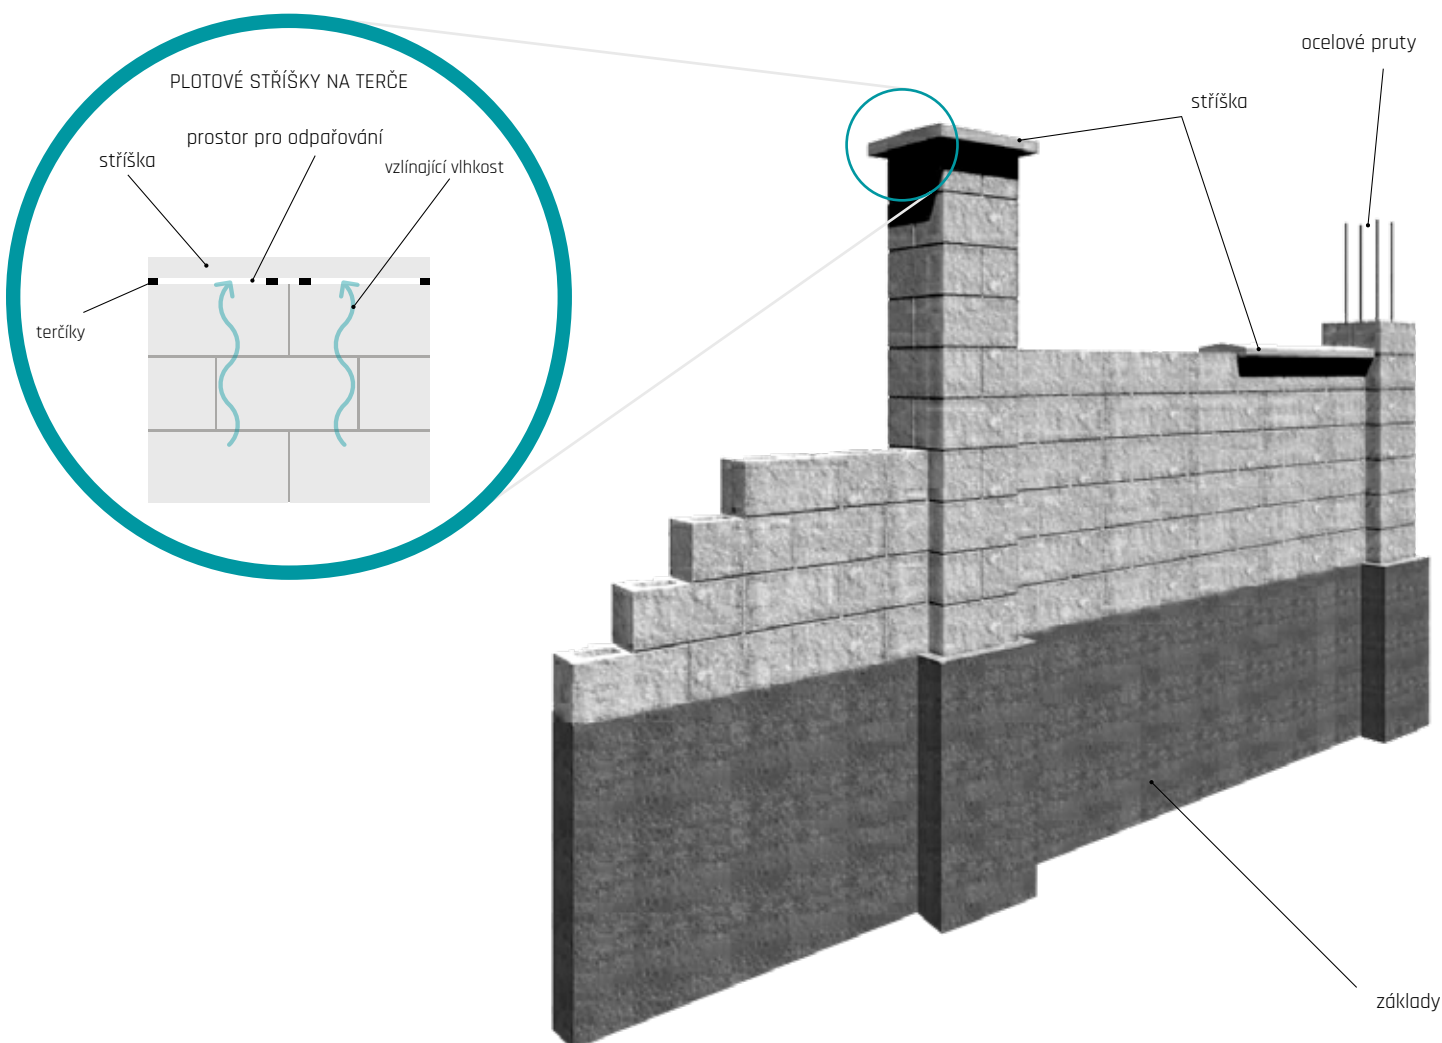 PLOTOVÉ STŘÍŠKY NA TERČE
prostor pro odpařování
stříška
vzlínající vlhkost
terčíky
ocelové pruty
stříška
základy